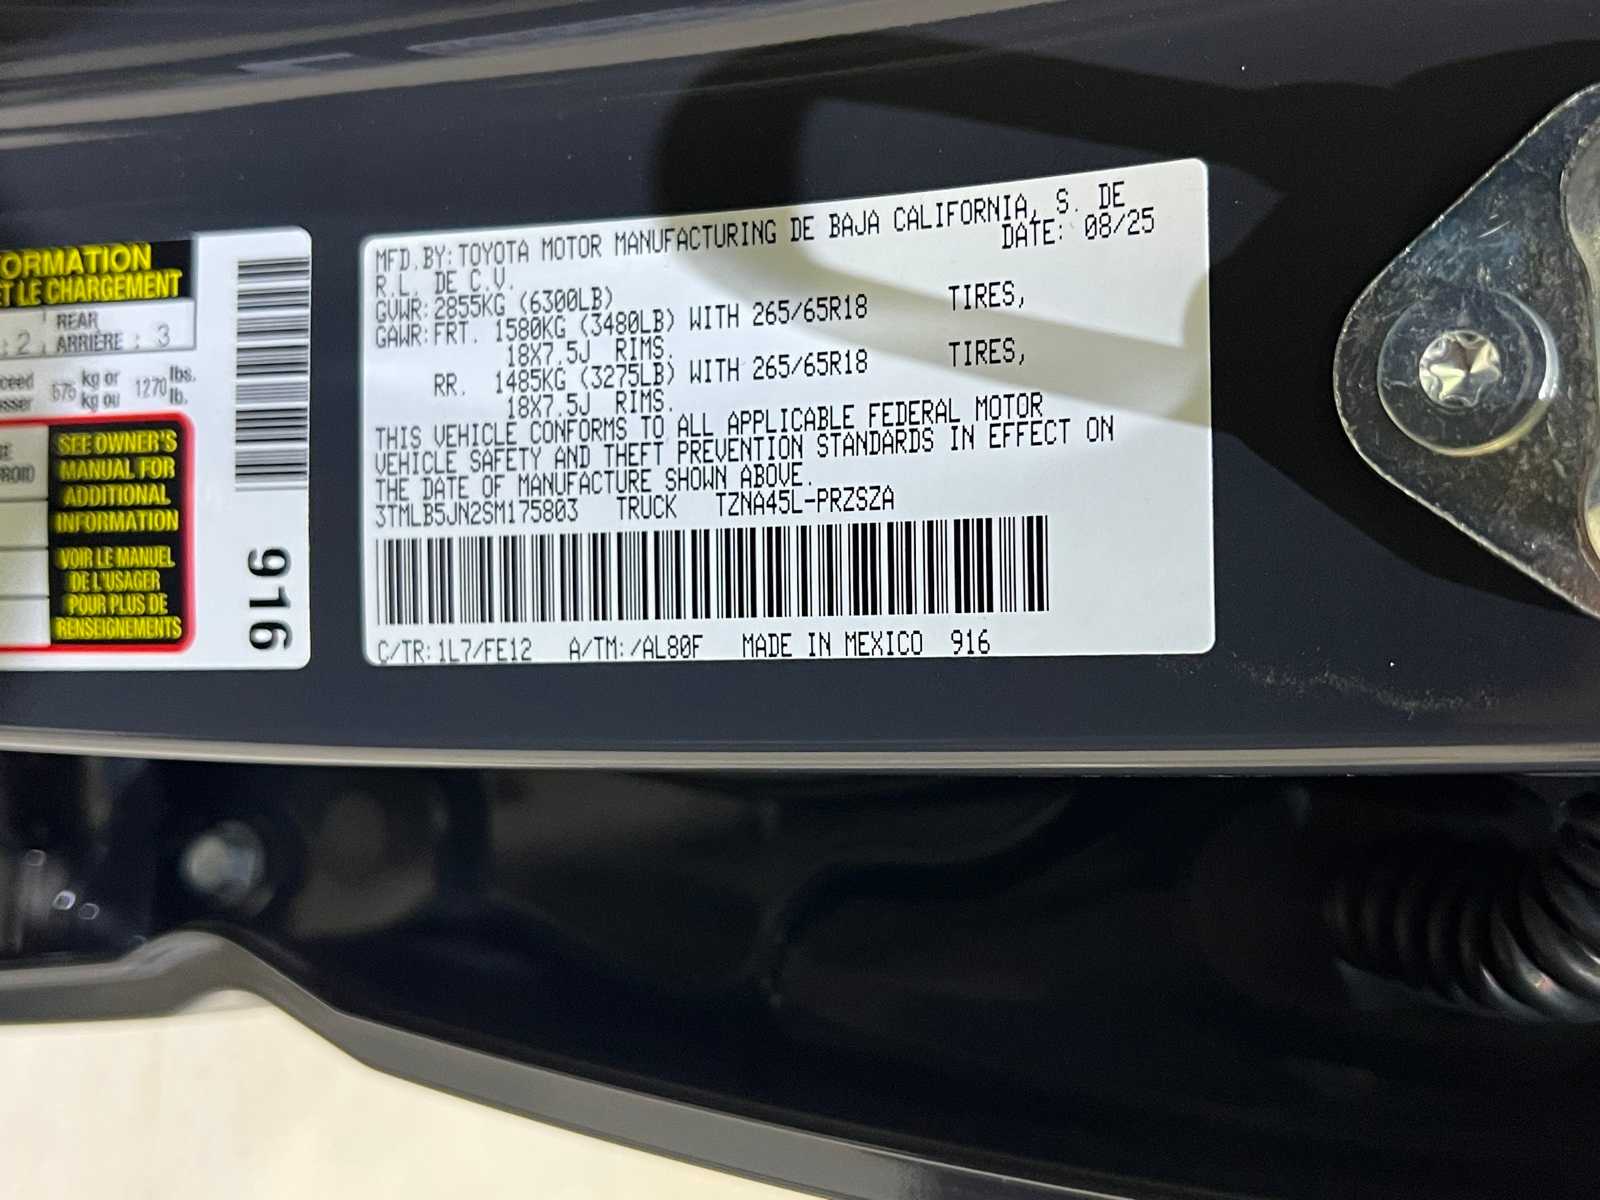 ORMATION
ET LE CHARGEMENT
: 2
REAR
ARRIÈRE : 3
kg or
kg ou
1270
lbs.
lb.
SEE OWNER'S
MANUAL FOR
ADDITIONAL
INFORMATION
VOIR LE MANUEL
DE L'USAGER
POUR PLUS DE
RENSEIGNEMENTS
916
MFD.BY:TOYOTA MOTOR MANUFACTURING DE BAJA CALIFORNIA, S. DE
R.L. DE C.V. DATE: 08/25
GVWR:2855KG (6300LB)
GAWR:FRT. 1580KG (3480LB) WITH 265/65R18 TIRES,
18X7.5J RIMS.
RR. 1485KG (3275LB) WITH 265/65R18 TIRES,
18X7.5J RIMS.
THIS VEHICLE CONFORMS TO ALL APPLICABLE FEDERAL MOTOR
VEHICLE SAFETY AND THEFT PREVENTION STANDARDS IN EFFECT ON
THE DATE OF MANUFACTURE SHOWN ABOVE.
3TMLB5JN2SM175803 TRUCK TZNA45L-PRZSZA
C/TR:1L7/FE12 A/TM:/AL80F MADE IN MEXICO 916